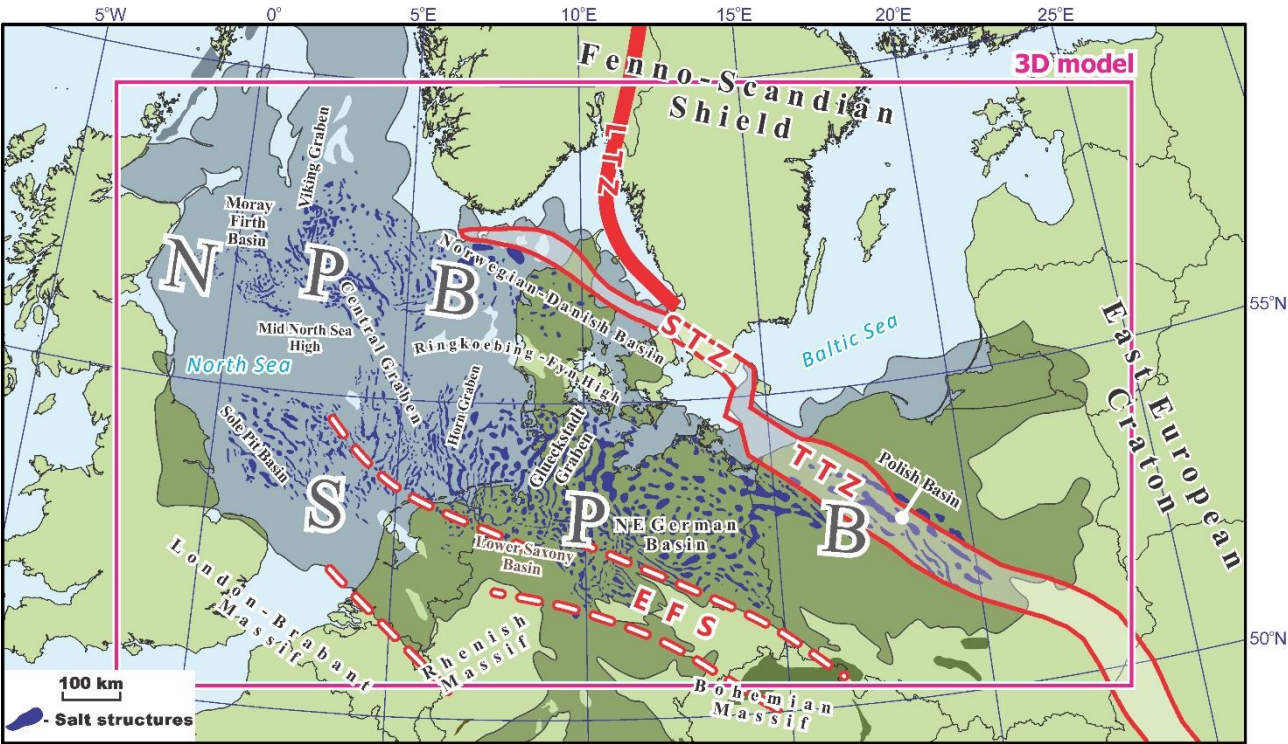 5°W
0°
5°E
10°E
15°E
20°E
25°E
Fenno-Scandian
Shield
3D model
LTZ
Viking Graben
Moray
Firth
Basin
N P B
Norwegian-Danish Basin
Central Graben
Mid North Sea
High
North Sea
Ringkoebing-Fyn High
STZ
Baltic Sea
55°N
East European
Craton
Sole Pit Basin
Horn Graben
Glueckstadt
Graben
TTZ
Polish Basin
S P B
NE German
Basin
Lower Saxony
Basin
EFS
London-Brabant
Massif
Rhenish
Massif
Bohemian
Massif
50°N
100 km
- Salt structures